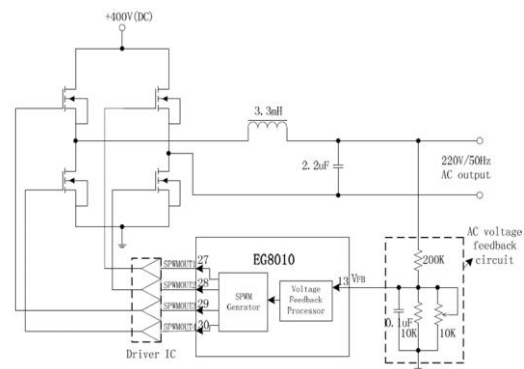 +400V(DC)
3.3mH
2.2uF
220V/50Hz
AC output
AC voltage
feedback
circuit
200K
EG8010
SPWMOUT1 27
SPWMOUT2 28
SPWMOUT3 29
SPWMOUT4 30
SPWM
Genrator
Voltage
Feedback
Processor
13 VFB
0.1uF
10K
10K
Driver IC